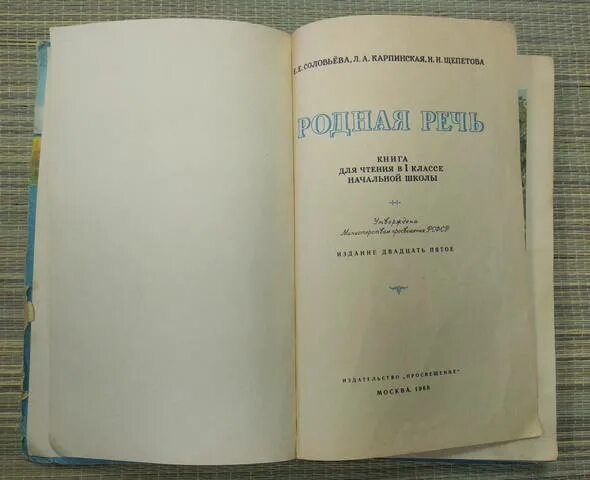 Е. Е. СОЛОВЬЁВА, Л. А. КАРПИНСКАЯ, Н. Н. ЩЕПЕТОВА
РОДНАЯ РЕЧЬ
КНИГА
ДЛЯ ЧТЕНИЯ В I КЛАССЕ
НАЧАЛЬНОЙ ШКОЛЫ
Утверждена
Министерством просвещения РСФСР
ИЗДАНИЕ ДВАДЦАТЬ ПЯТОЕ
ИЗДАТЕЛЬСТВО „ПРОСВЕЩЕНИЕ"
МОСКВА, 1968